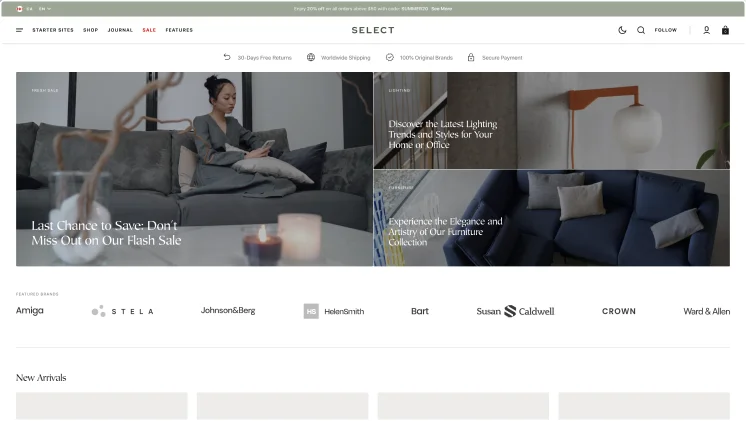 CA EN
Enjoy 20% off on all orders above $50 with code: SUMMER20 See More
STARTER SITES SHOP JOURNAL SALE FEATURES
SELECT
FOLLOW
30-Days Free Returns
Worldwide Shipping
100% Original Brands
Secure Payment
FRESH SALE
Last Chance to Save: Don't
Miss Out on Our Flash Sale
LIGHTING
Discover the Latest Lighting
Trends and Styles for Your
Home or Office
FURNITURE
Experience the Elegance and
Artistry of Our Furniture
Collection
FEATURED BRANDS
Amiga
STELA
Johnson&Berg
HS HelenSmith
Bart
Susan Caldwell
CROWN
Ward & Allen
New Arrivals